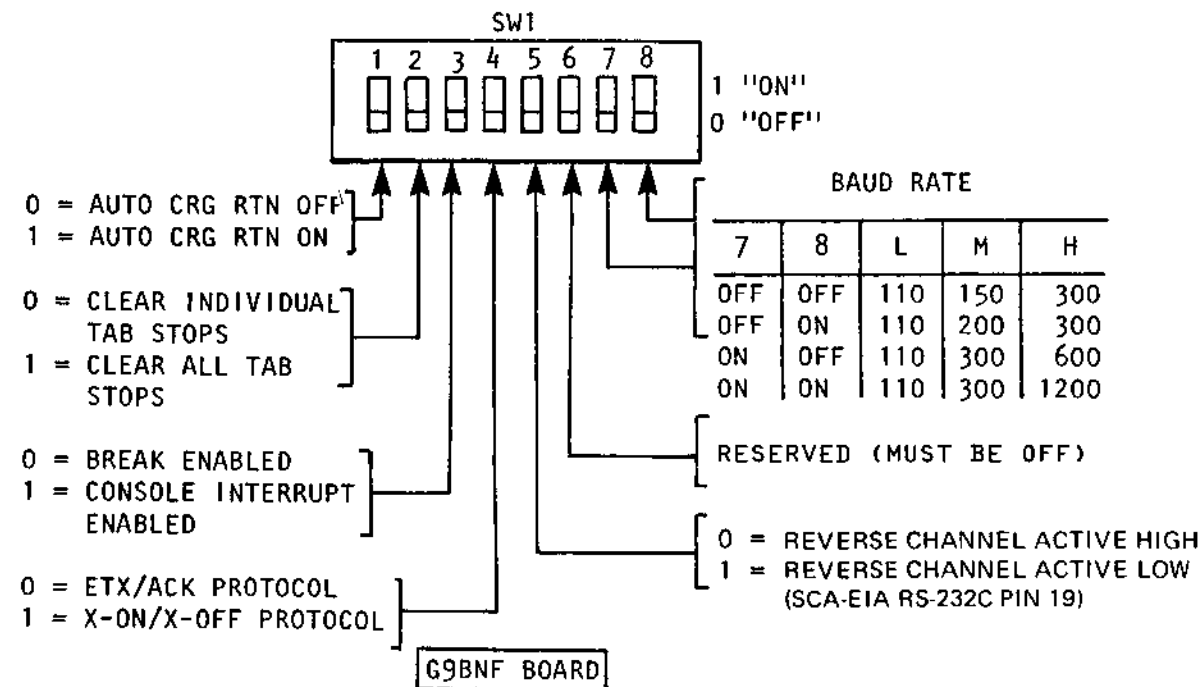 SW1
1 2 3 4 5 6 7 8
1 "ON"
0 "OFF"
0 = AUTO CRG RTN OFF
1 = AUTO CRG RTN ON
0 = CLEAR INDIVIDUAL
TAB STOPS
1 = CLEAR ALL TAB
STOPS
0 = BREAK ENABLED
1 = CONSOLE INTERRUPT
ENABLED
0 = ETX/ACK PROTOCOL
1 = X-ON/X-OFF PROTOCOL
BAUD RATE
7 8 L M H
OFF OFF 110 150 300
OFF ON 110 200 300
ON OFF 110 300 600
ON ON 110 300 1200
RESERVED (MUST BE OFF)
0 = REVERSE CHANNEL ACTIVE HIGH
1 = REVERSE CHANNEL ACTIVE LOW
(SCA-EIA RS-232C PIN 19)
G9BNF BOARD